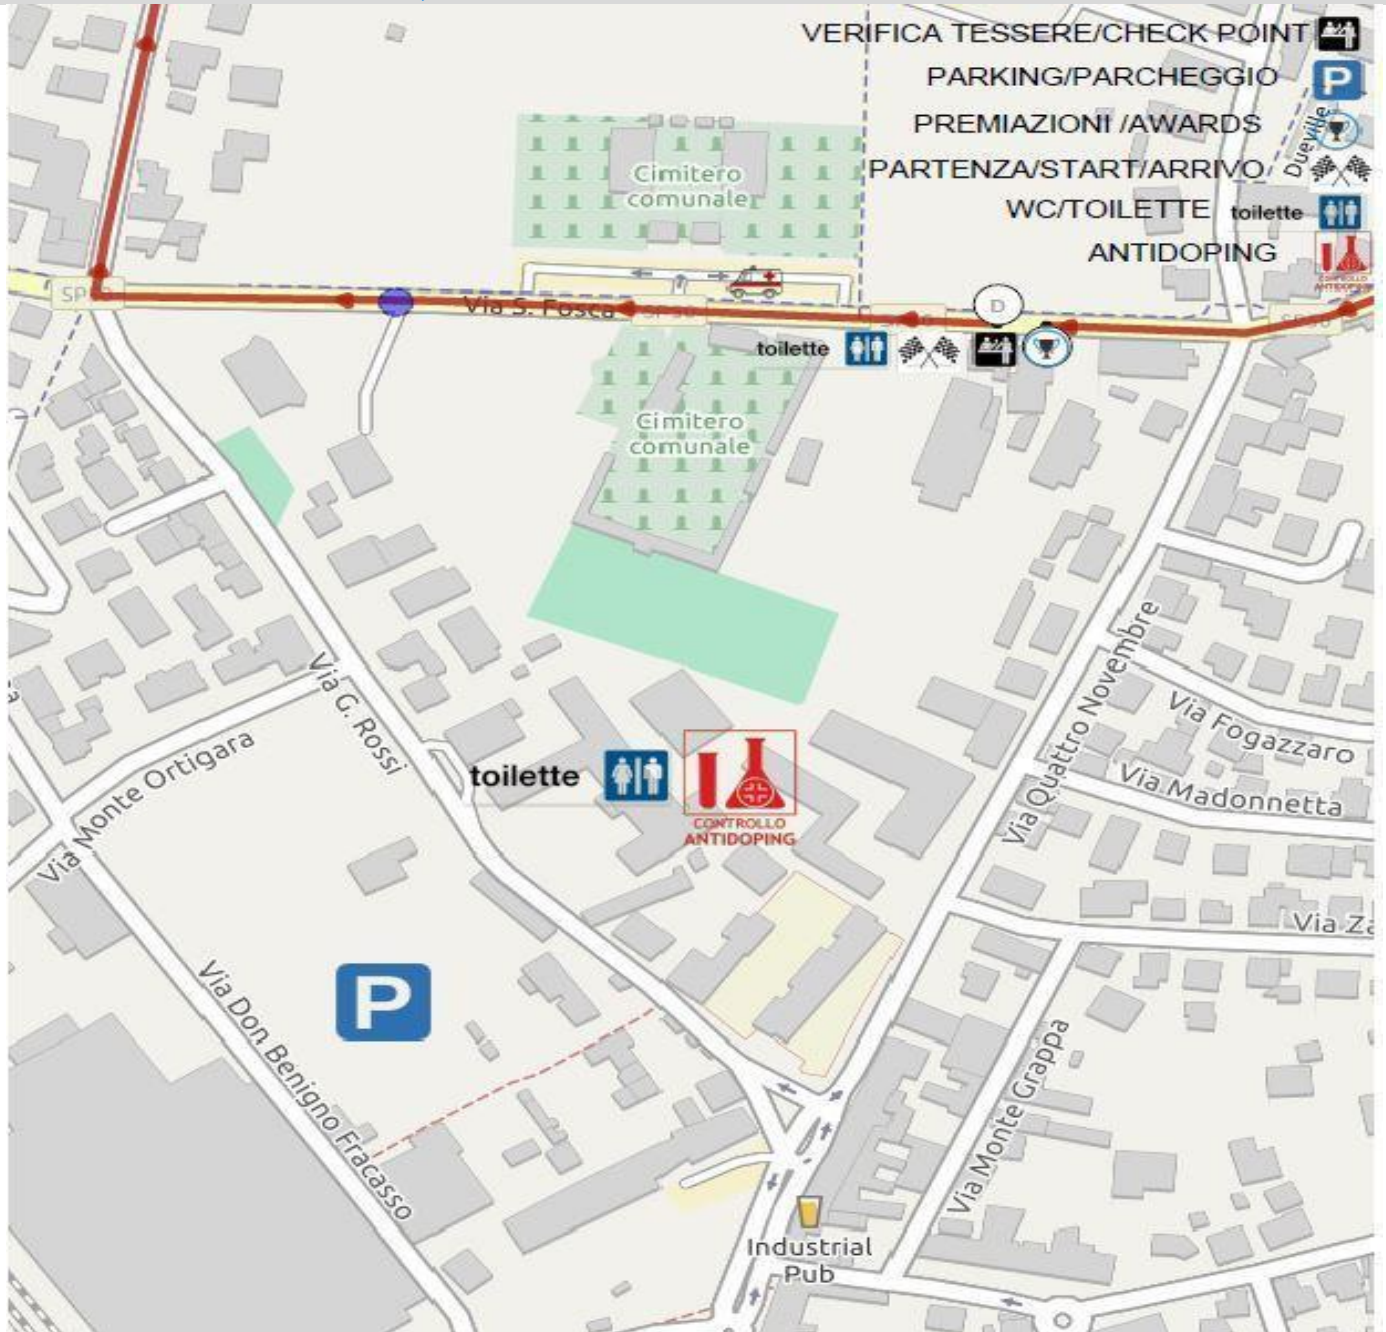 VERIFICA TESSERE/CHECK POINT
PARKING/PARCHEGGIO
P
PREMIAZIONI /AWARDS
Dueville
PARTENZA/START/ARRIVO
WC/TOILETTE toilette
ANTIDOPING
CONTROLLO
ANTIDOPING
Cimitero
comunale
Via S. Fosca
D
toilette
Cimitero
comunale
Via G. Rossi
Via Quattro Novembre
Via Fogazzaro
Via Madonnetta
Via Monte Ortigara
toilette
CONTROLLO
ANTIDOPING
Via Za
P
Via Don Benigno Fracasso
Via Monte Grappa
Industrial
Pub